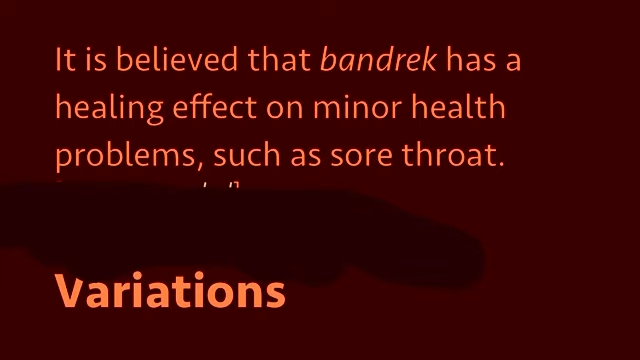 It is believed that bandrek has a
healing effect on minor health
problems, such as sore throat.
Variations